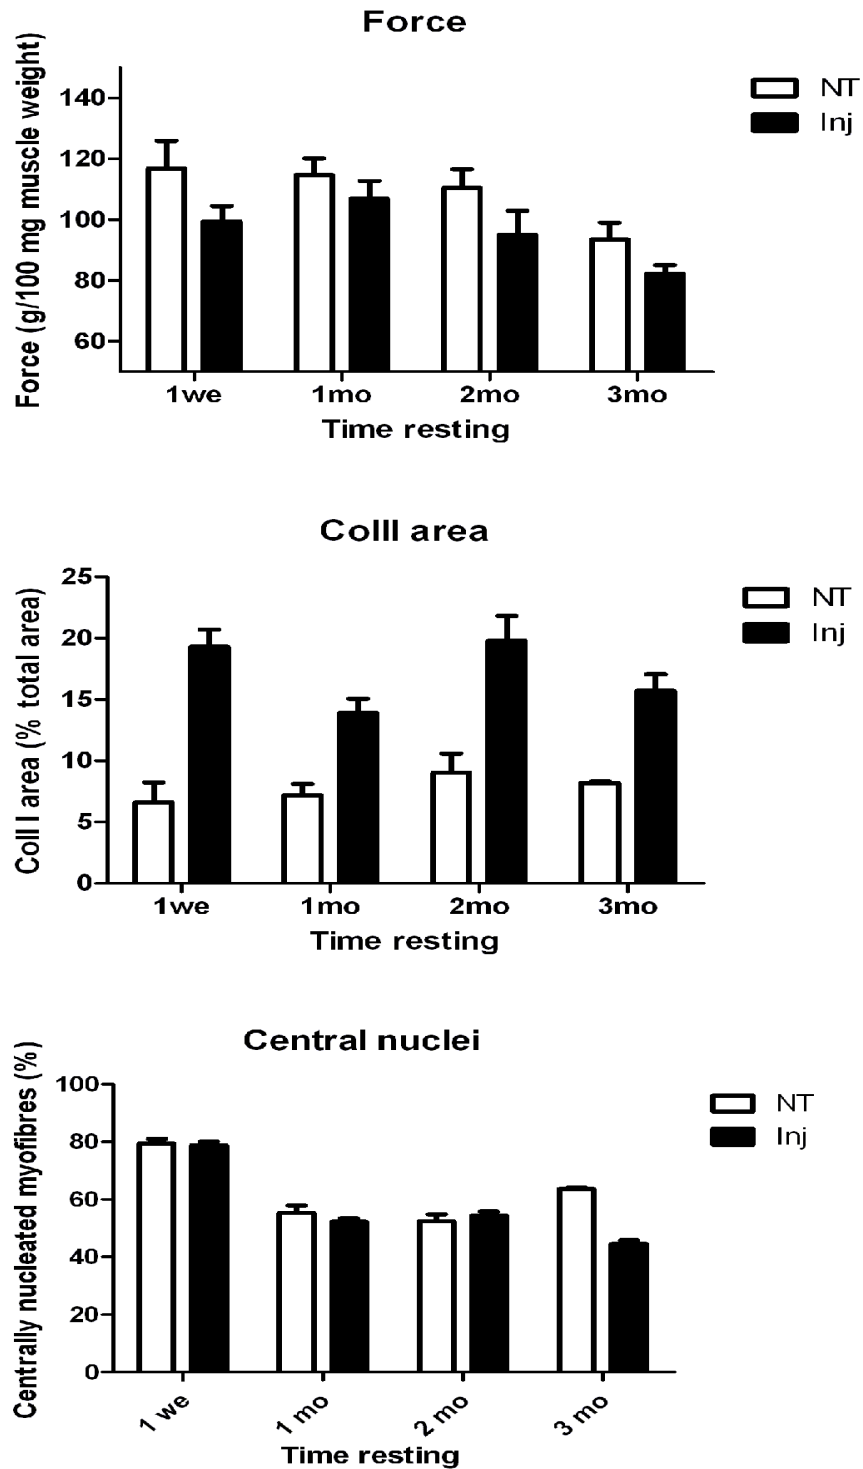 Force
Force (g/100 mg muscle weight)
140
120
100
80
60
NT
Inj
1we 1mo 2mo 3mo
Time resting
CollI area
Coll I area (% total area)
25
20
15
10
5
0
NT
Inj
1we 1mo 2mo 3mo
Time resting
Central nuclei
Centrally nucleated myofibres (%)
100
80
60
40
20
0
NT
Inj
1 we 1 mo 2 mo 3 mo
Time resting